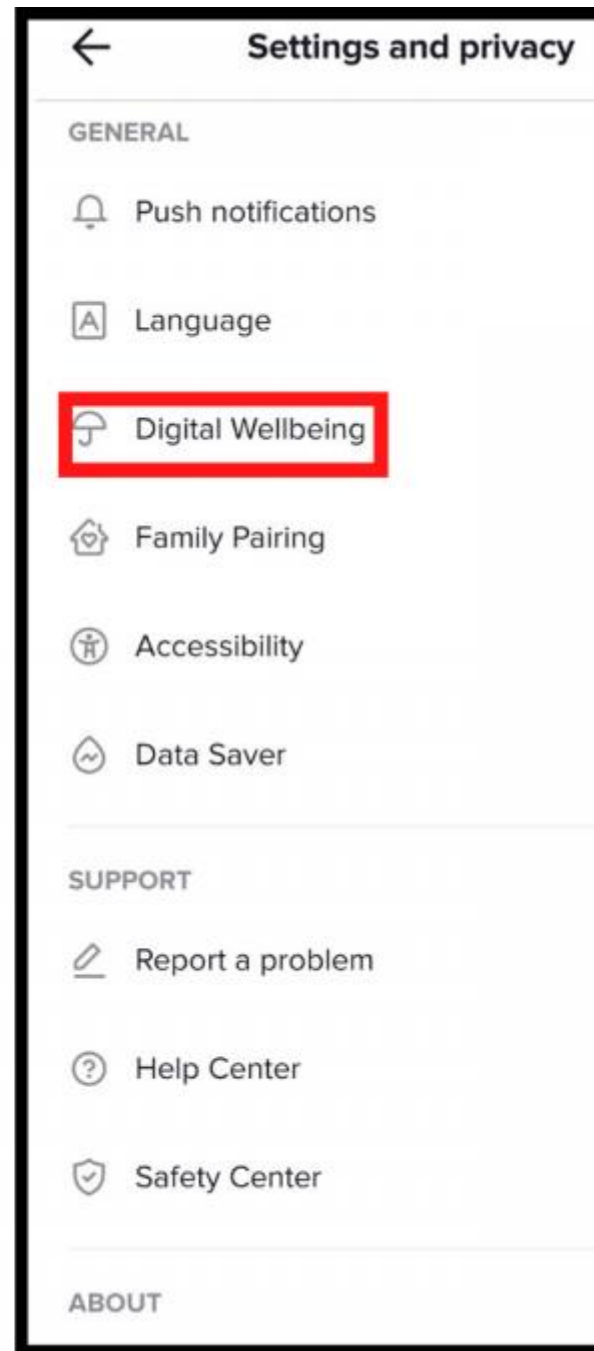 Settings and privacy
GENERAL
Push notifications
Language
Digital Wellbeing
Family Pairing
Accessibility
Data Saver
SUPPORT
Report a problem
Help Center
Safety Center
ABOUT